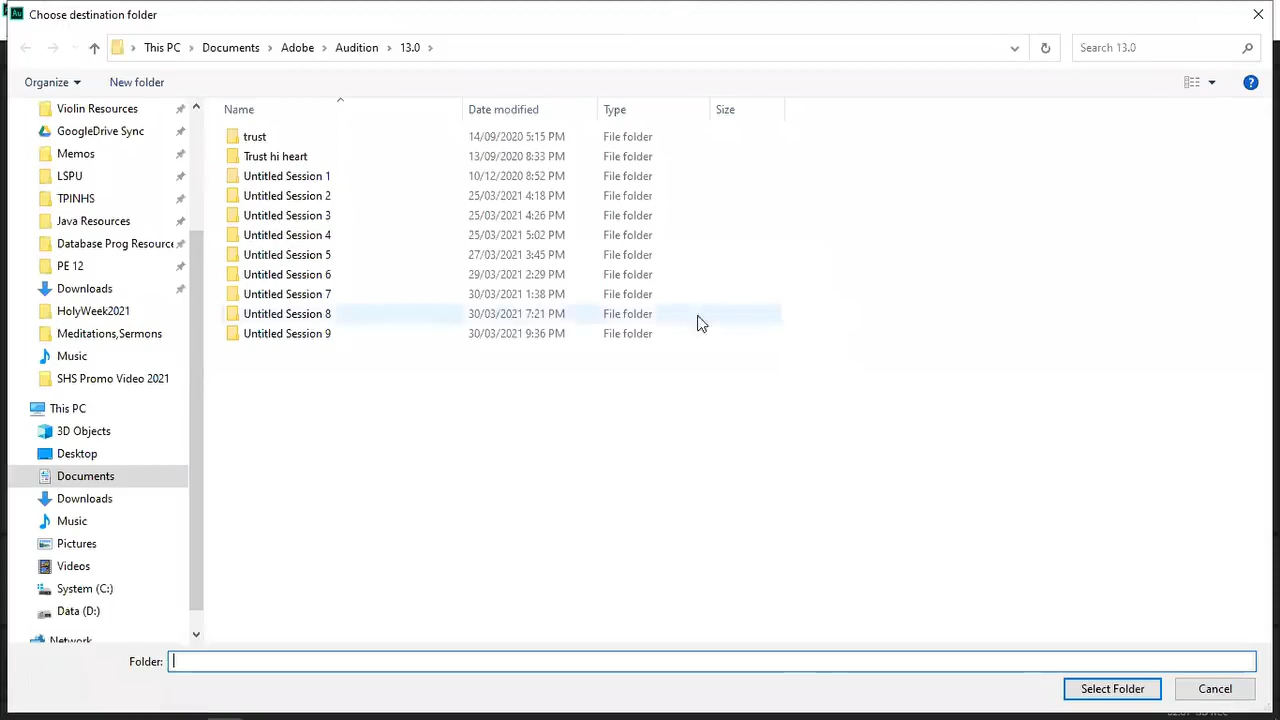 Au Choose destination folder
This PC > Documents > Adobe > Audition > 13.0 >
Search 13.0
Organize
New folder
Name
Date modified
Type
Size
Violin Resources
GoogleDrive Sync
Memos
LSPU
TPINHS
Java Resources
Database Prog Resource
PE 12
Downloads
HolyWeek2021
Meditations,Sermons
Music
SHS Promo Video 2021
This PC
3D Objects
Desktop
Documents
Downloads
Music
Pictures
Videos
System (C:)
Data (D:)
Network
trust 14/09/2020 5:15 PM File folder
Trust hi heart 13/09/2020 8:33 PM File folder
Untitled Session 1 10/12/2020 8:52 PM File folder
Untitled Session 2 25/03/2021 4:18 PM File folder
Untitled Session 3 25/03/2021 4:26 PM File folder
Untitled Session 4 25/03/2021 5:02 PM File folder
Untitled Session 5 27/03/2021 3:45 PM File folder
Untitled Session 6 29/03/2021 2:29 PM File folder
Untitled Session 7 30/03/2021 1:38 PM File folder
Untitled Session 8 30/03/2021 7:21 PM File folder
Untitled Session 9 30/03/2021 9:36 PM File folder
Folder:
Select Folder
Cancel